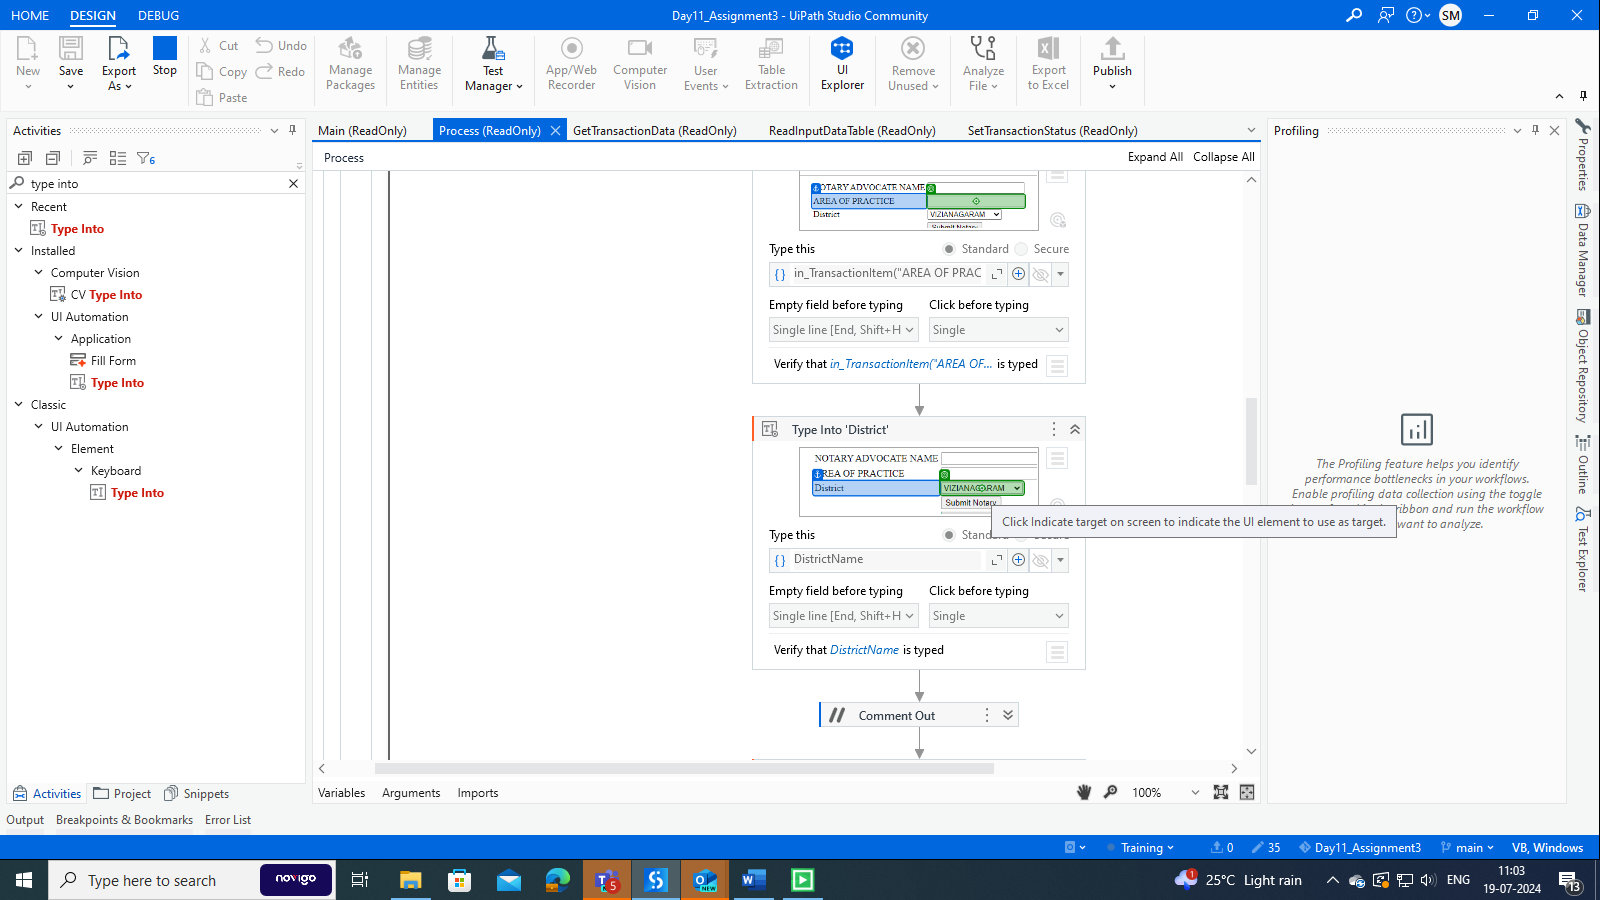 HOME DESIGN DEBUG
Day11_Assignment3 - UiPath Studio Community
SM
New
Save
Export As
Stop
Cut
Copy
Paste
Undo
Redo
Manage Packages
Manage Entities
Test Manager
App/Web Recorder
Computer Vision
User Events
Table Extraction
UI Explorer
Remove Unused
Analyze File
Export to Excel
Publish
Activities
6
type into
Recent
Type Into
Installed
Computer Vision
CV Type Into
UI Automation
Application
Fill Form
Type Into
Classic
UI Automation
Element
Keyboard
Type Into
Activities Project Snippets
Main (ReadOnly) Process (ReadOnly) GetTransactionData (ReadOnly) ReadInputDataTable (ReadOnly) SetTransactionStatus (ReadOnly)
Process Expand All Collapse All
OTARY ADVOCATE NAME
AREA OF PRACTICE
District VIZIANAGARAM
Submit Notary
Type this Standard Secure
in_TransactionItem("AREA OF PRAC
Empty field before typing Click before typing
Single line [End, Shift+H Single
Verify that in_TransactionItem("AREA OF... is typed
Type Into 'District'
NOTARY ADVOCATE NAME
REA OF PRACTICE
District
Submit Notary
Click Indicate target on screen to indicate the UI element to use as target.
Type this
DistrictName
Empty field before typing Click before typing
Single line [End, Shift+H Single
Verify that DistrictName is typed
Comment Out
Variables Arguments Imports 100%
Profiling
The Profiling feature helps you identify
performance bottlenecks in your workflows.
Enable profiling data collection using the toggle
ribbon and run the workflow
want to analyze.
Properties
Data Manager
Object Repository
Outline
Test Explorer
Output Breakpoints & Bookmarks Error List
Training 0 35 Day11_Assignment3 main VB, Windows
Type here to search
novigo
5
NEW
1
25°C Light rain
ENG
11:03
19-07-2024
13